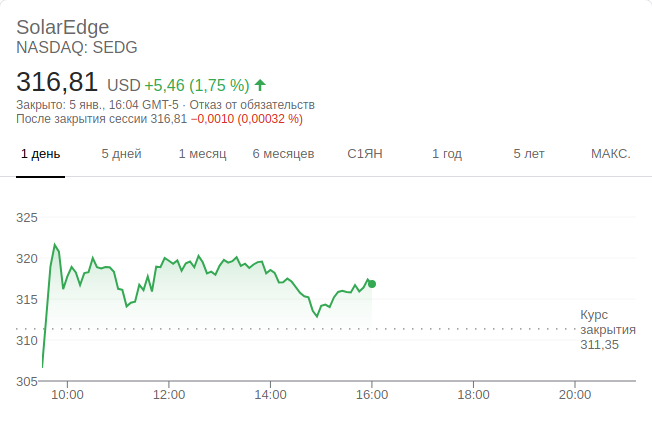 SolarEdge
NASDAQ: SEDG
316,81 USD +5,46 (1,75 %)
Закрыто: 5 янв., 16:04 GMT-5 · Отказ от обязательств
После закрытия сессии 316,81 −0,0010 (0,00032 %)
1 день 5 дней 1 месяц 6 месяцев С1ЯН 1 год 5 лет МАКС.
325
320
315
310
305
Курс
закрытия
311,35
10:00 12:00 14:00 16:00 18:00 20:00